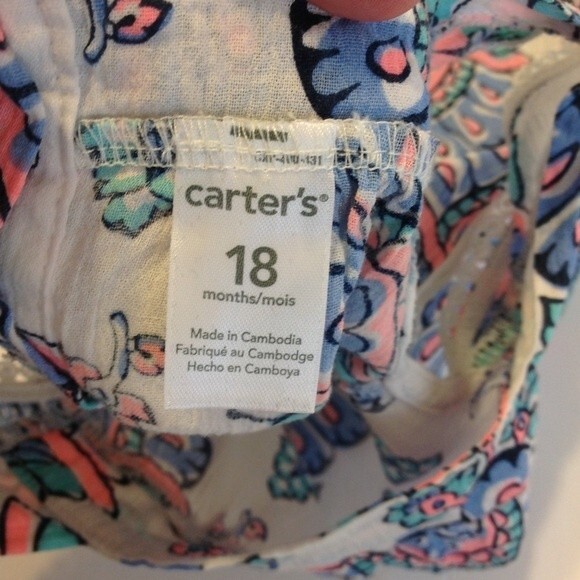 carter's®
18
months/mois
Made in Cambodia
Fabriqué au Cambodge
Hecho en Camboya